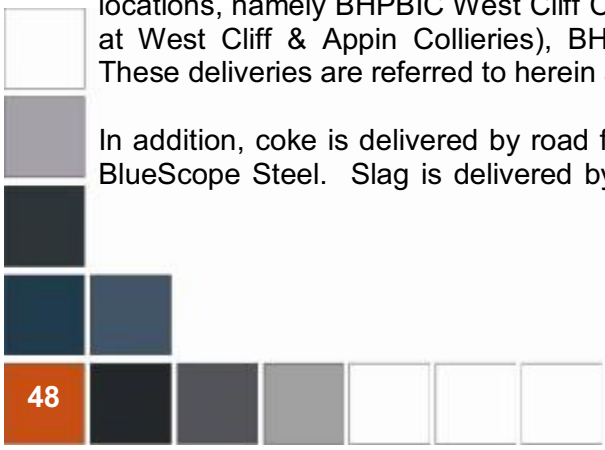 locations, namely BHPBIC West Cliff
at West Cliff & Appin Collieries), BH
These deliveries are referred to herein
In addition, coke is delivered by road
BlueScope Steel. Slag is delivered by
48